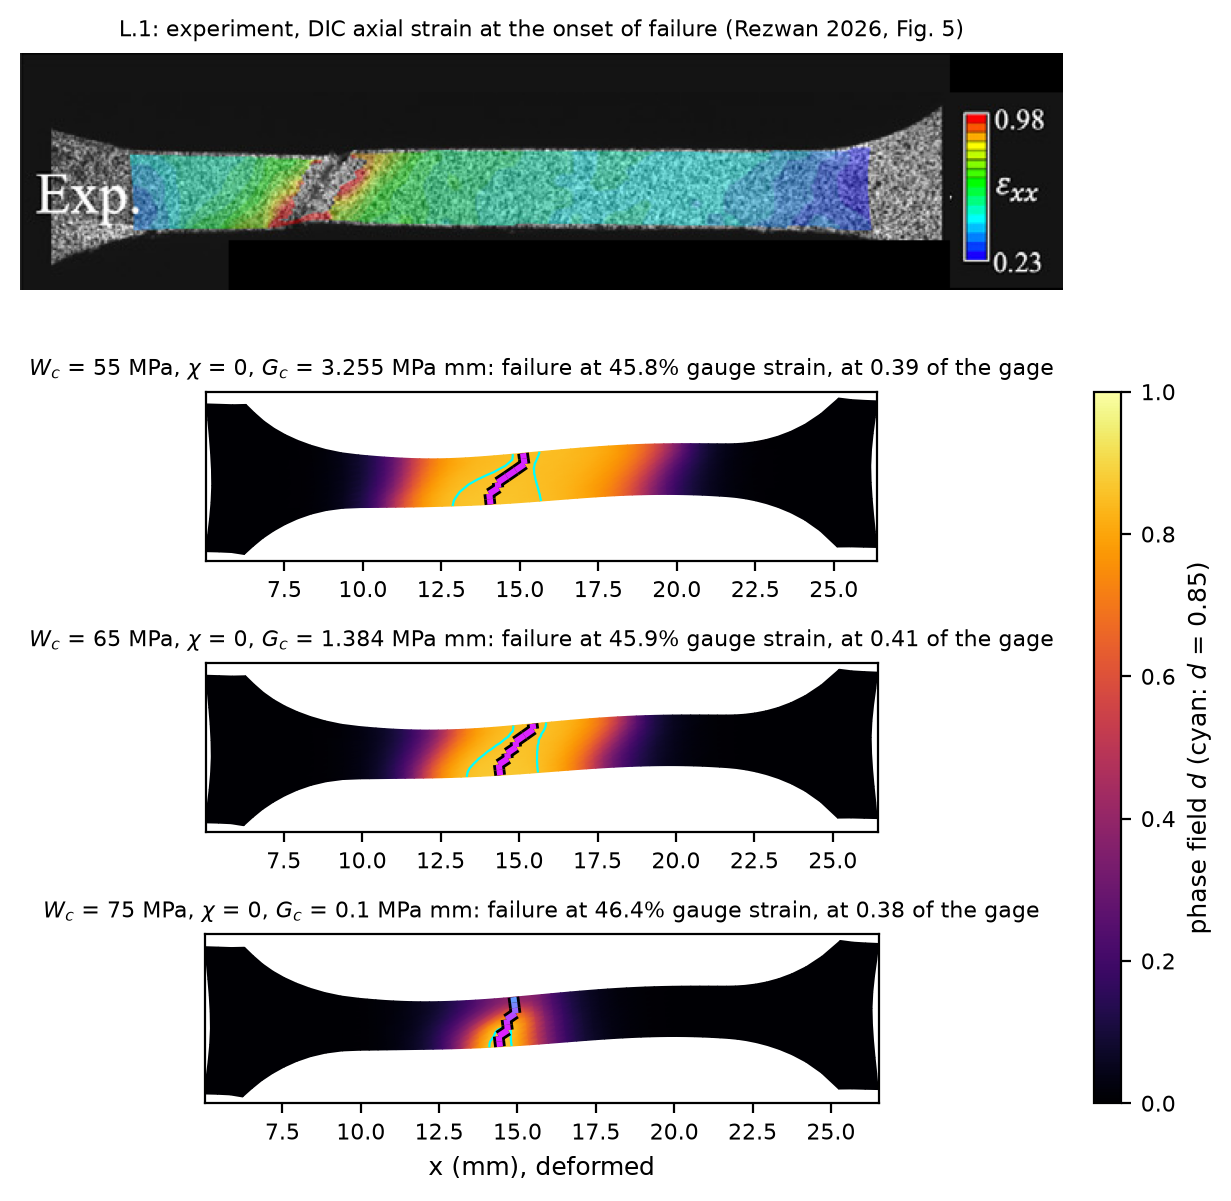 L.1: experiment, DIC axial strain at the onset of failure (Rezwan 2026, Fig. 5)
Exp.
0.98
εxx
0.23
Wc = 55 MPa, χ = 0, Gc = 3.255 MPa mm: failure at 45.8% gauge strain, at 0.39 of the gage
7.5 10.0 12.5 15.0 17.5 20.0 22.5 25.0
Wc = 65 MPa, χ = 0, Gc = 1.384 MPa mm: failure at 45.9% gauge strain, at 0.41 of the gage
7.5 10.0 12.5 15.0 17.5 20.0 22.5 25.0
Wc = 75 MPa, χ = 0, Gc = 0.1 MPa mm: failure at 46.4% gauge strain, at 0.38 of the gage
7.5 10.0 12.5 15.0 17.5 20.0 22.5 25.0
x (mm), deformed
1.0
0.8
0.6
0.4
0.2
0.0
phase field d (cyan: d = 0.85)